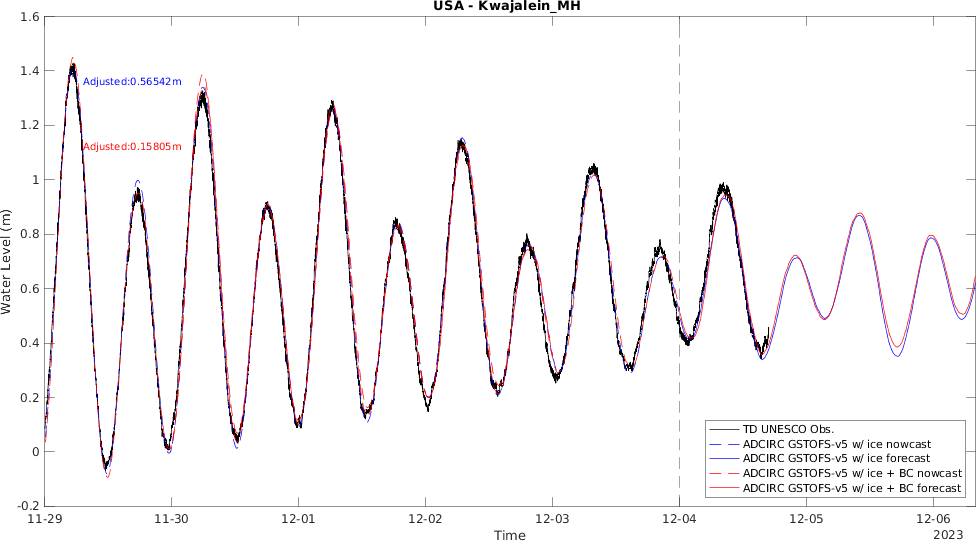 USA - Kwajalein_MH
1.6
1.4
1.2
1
0.8
0.6
0.4
0.2
0
-0.2
Water Level (m)
Adjusted:0.56542m
Adjusted:0.15805m
TD UNESCO Obs.
ADCIRC GSTOFS-v5 w/ ice nowcast
ADCIRC GSTOFS-v5 w/ ice forecast
ADCIRC GSTOFS-v5 w/ ice + BC nowcast
ADCIRC GSTOFS-v5 w/ ice + BC forecast
11-29 11-30 12-01 12-02 12-03 12-04 12-05 12-06
Time
2023